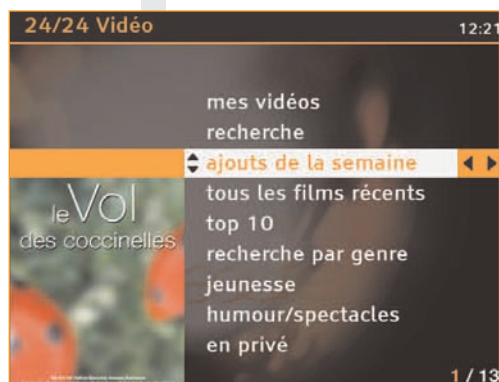 24/24 Vidéo
12:21
mes vidéos
recherche
ajouts de la semaine
tous les films récents
top 10
recherche par genre
jeunesse
humour/spectacles
en privé
le Vol
des coccinelles
1 / 13